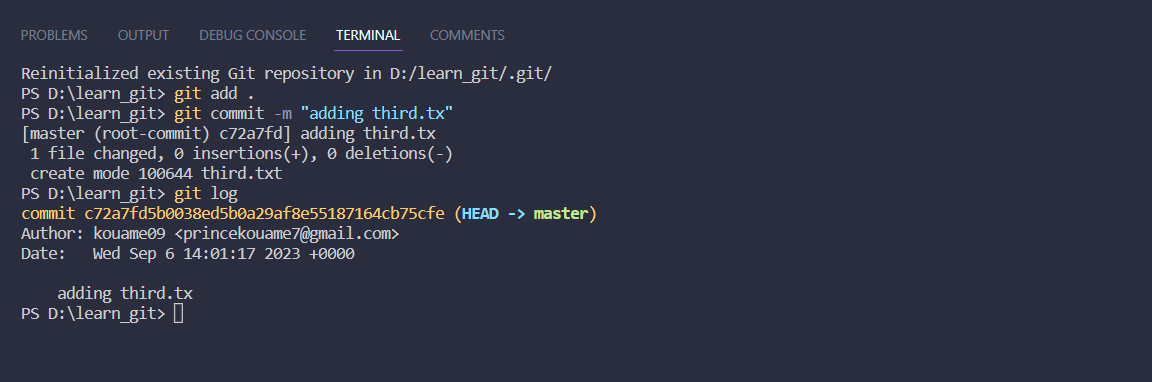 PROBLEMS OUTPUT DEBUG CONSOLE TERMINAL COMMENTS
Reinitialized existing Git repository in D:/learn_git/.git/
PS D:\learn_git> git add .
PS D:\learn_git> git commit -m "adding third.tx"
[master (root-commit) c72a7fd] adding third.tx
 1 file changed, 0 insertions(+), 0 deletions(-)
 create mode 100644 third.txt
PS D:\learn_git> git log
commit c72a7fd5b0038ed5b0a29af8e55187164cb75cfe (HEAD -> master)
Author: kouame09 <princekouame7@gmail.com>
Date:   Wed Sep 6 14:01:17 2023 +0000
    adding third.tx
PS D:\learn_git>